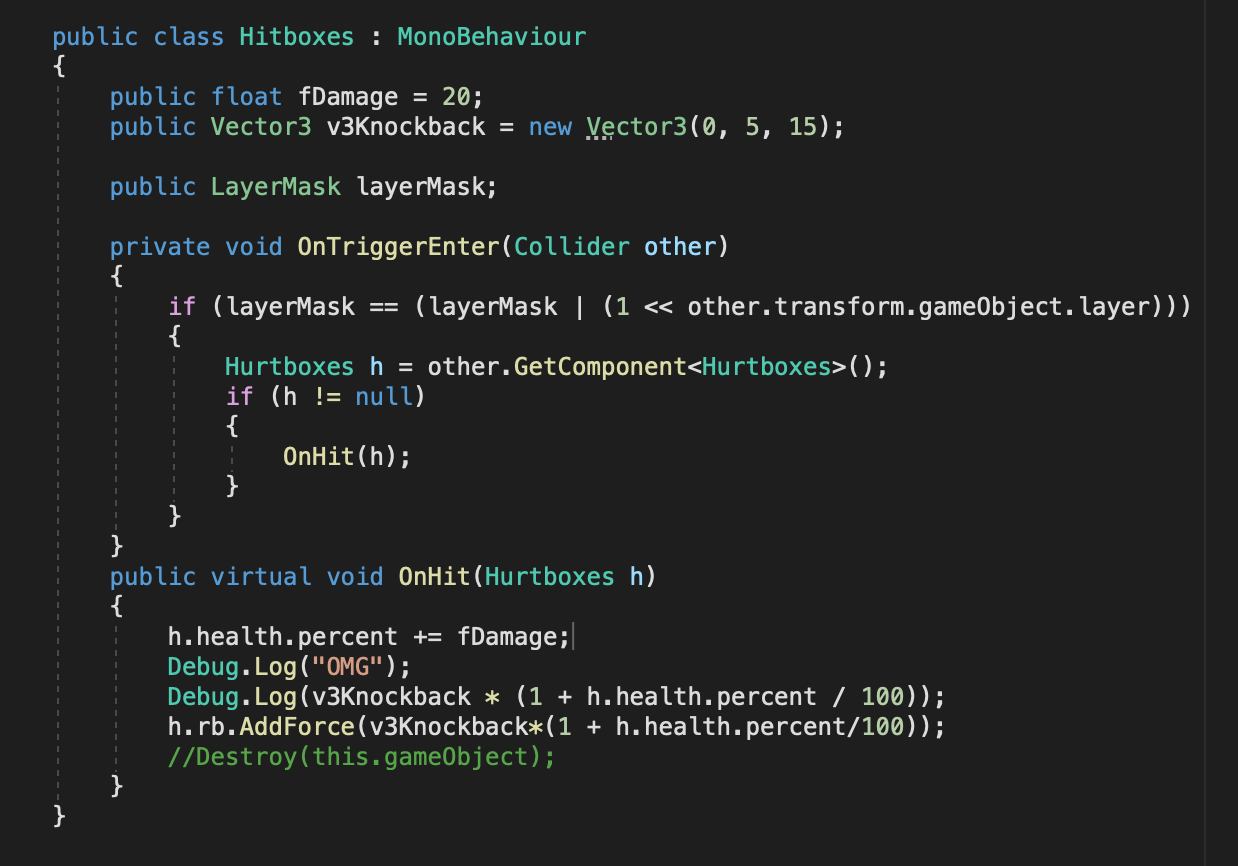 public class Hitboxes : MonoBehaviour
{
    public float fDamage = 20;
    public Vector3 v3Knockback = new Vector3(0, 5, 15);

    public LayerMask layerMask;

    private void OnTriggerEnter(Collider other)
    {
        if (layerMask == (layerMask | (1 << other.transform.gameObject.layer)))
        {
            Hurtboxes h = other.GetComponent<Hurtboxes>();
            if (h != null)
            {
                OnHit(h);
            }
        }
    }
    public virtual void OnHit(Hurtboxes h)
    {
        h.health.percent += fDamage;
        Debug.Log("OMG");
        Debug.Log(v3Knockback * (1 + h.health.percent / 100));
        h.rb.AddForce(v3Knockback*(1 + h.health.percent/100));
        //Destroy(this.gameObject);
    }
}